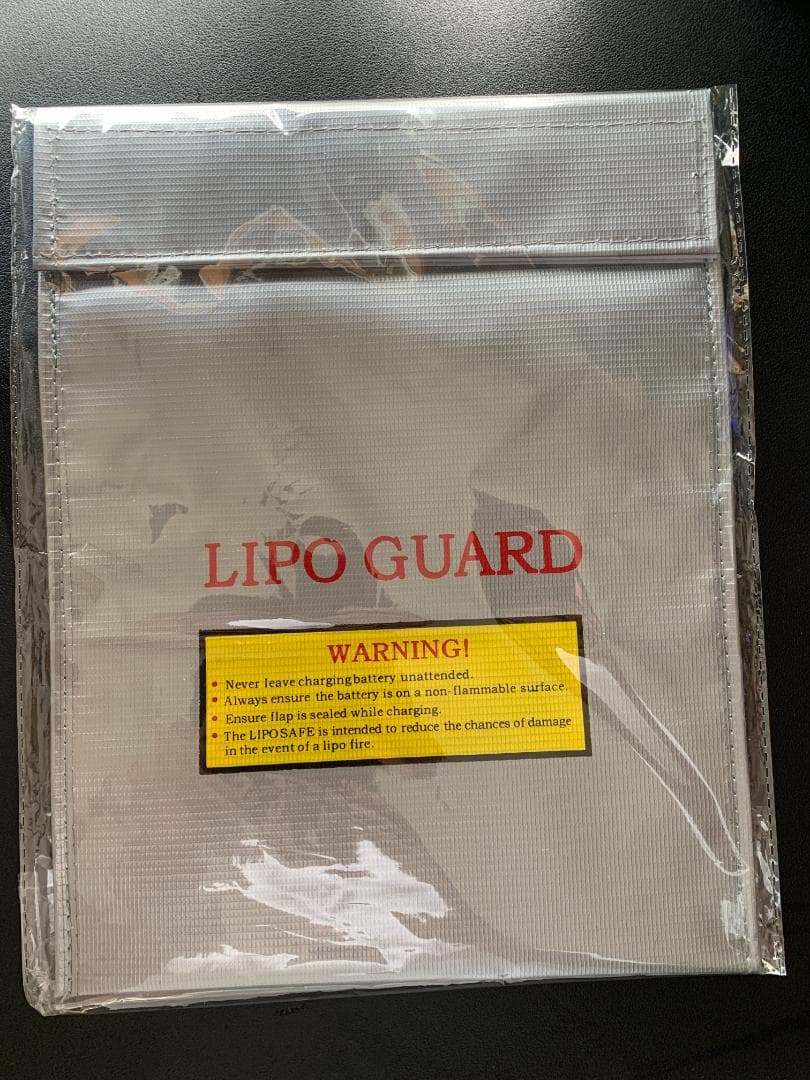 LIPO GUARD
WARNING!
• Never leave charging battery unattended.
• Always ensure the battery is on a non-flammable surface.
• Ensure flap is sealed while charging.
• The LIPOSAFE is intended to reduce the chances of damage
in the event of a lipo fire.